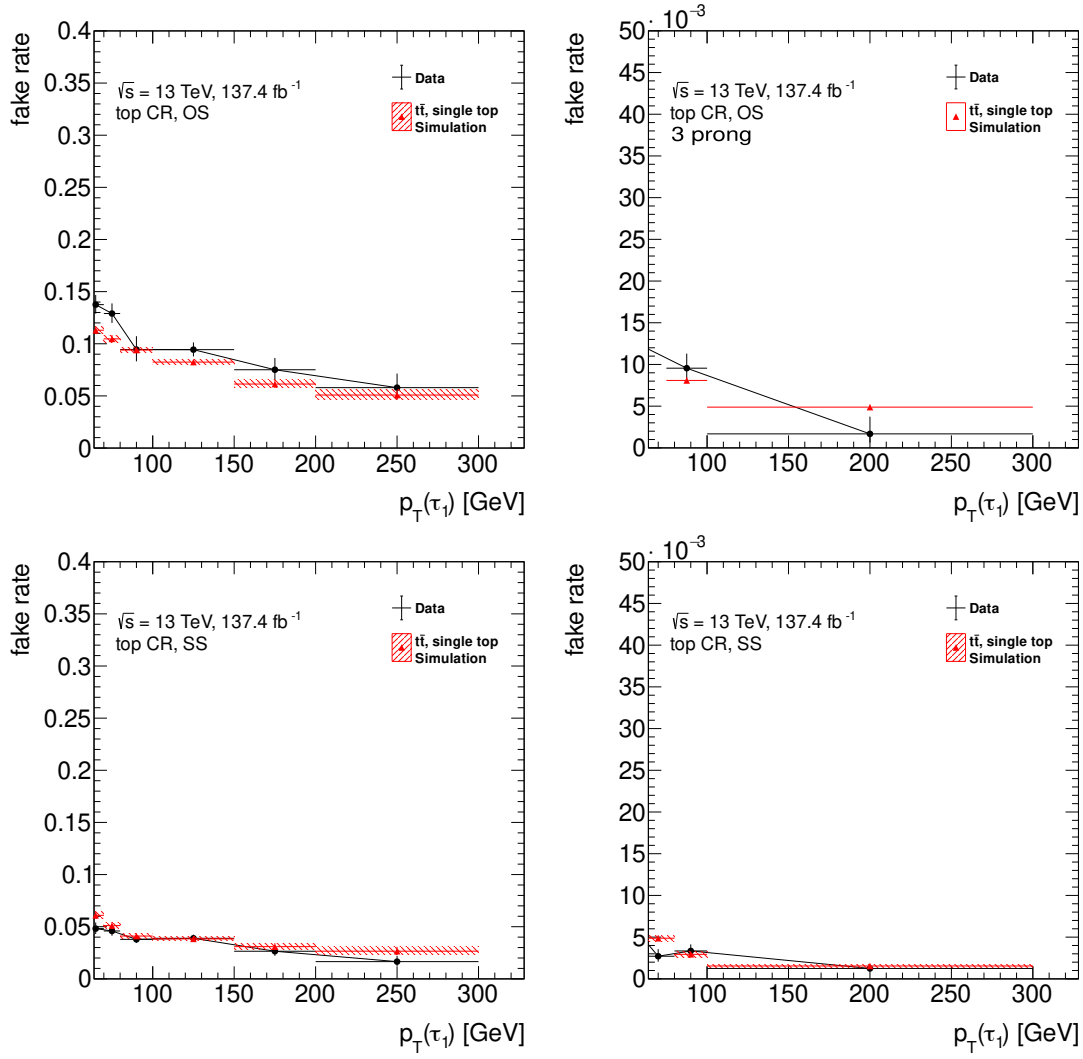 fake rate
0.4
0.35
0.3
0.25
0.2
0.15
0.1
0.05
0
√s = 13 TeV, 137.4 fb⁻¹
top CR, OS
Data
tt̄, single top
Simulation
100 150 200 250 300
p_T(τ₁) [GeV]
· 10⁻³
fake rate
50
45
40
35
30
25
20
15
10
5
0
√s = 13 TeV, 137.4 fb⁻¹
top CR, OS
3 prong
Data
tt̄, single top
Simulation
100 150 200 250 300
p_T(τ₁) [GeV]
fake rate
0.4
0.35
0.3
0.25
0.2
0.15
0.1
0.05
0
√s = 13 TeV, 137.4 fb⁻¹
top CR, SS
Data
tt̄, single top
Simulation
100 150 200 250 300
p_T(τ₁) [GeV]
· 10⁻³
fake rate
50
45
40
35
30
25
20
15
10
5
0
√s = 13 TeV, 137.4 fb⁻¹
top CR, SS
Data
tt̄, single top
Simulation
100 150 200 250 300
p_T(τ₁) [GeV]